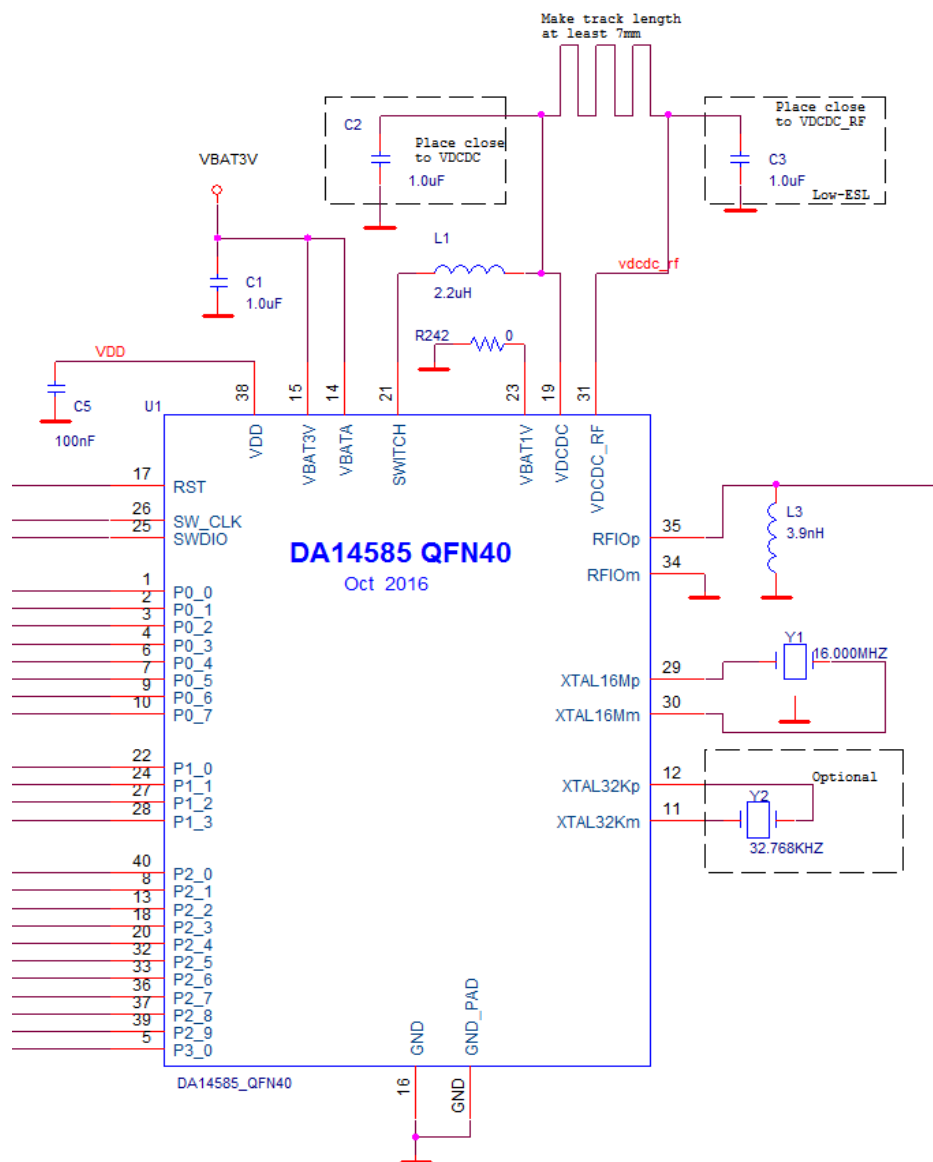 Make track length
at least 7mm
C2
Place close
to VDCDC
1.0uF
Place close
to VDCDC_RF
C3
1.0uF
Low-ESL
VBAT3V
C1
1.0uF
L1
2.2uH
vdcdc_rf
R242
0
VDD
C5
100nF
U1
38
15
14
21
23
19
31
VDD
VBAT3V
VBATA
SWITCH
VBAT1V
VDCDC
VDCDC_RF
DA14585 QFN40
Oct 2016
17
RST
26
SW_CLK
25
SWDIO
1
P0_0
2
P0_1
3
P0_2
4
P0_3
6
P0_4
7
P0_5
9
P0_6
10
P0_7
22
P1_0
24
P1_1
27
P1_2
28
P1_3
40
P2_0
8
P2_1
13
P2_2
18
P2_3
20
P2_4
32
P2_5
33
P2_6
36
P2_7
37
P2_8
39
P2_9
5
P3_0
RFIOp
35
RFIOm
34
L3
3.9nH
XTAL16Mp
29
XTAL16Mm
30
Y1
16.000MHZ
XTAL32Kp
12
XTAL32Km
11
Optional
Y2
32.768KHZ
GND
GND_PAD
16
GND
DA14585_QFN40